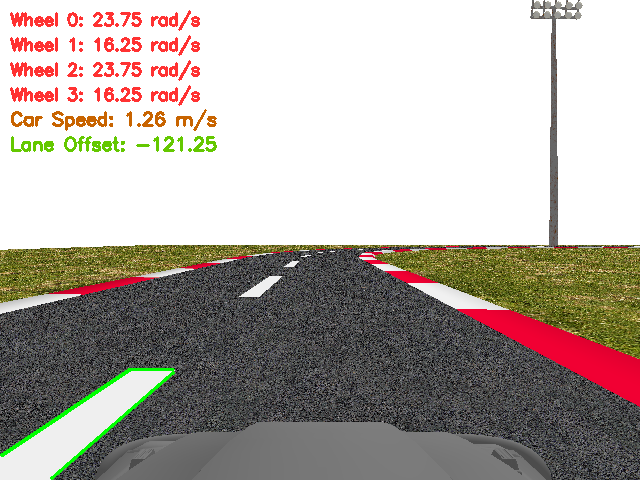 Wheel 0: 23.75 rad/s
Wheel 1: 16.25 rad/s
Wheel 2: 23.75 rad/s
Wheel 3: 16.25 rad/s
Car Speed: 1.26 m/s
Lane Offset: -121.25